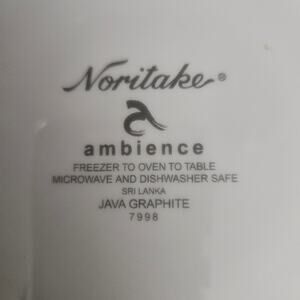 Noritake®
ambience
FREEZER TO OVEN TO TABLE
MICROWAVE AND DISHWASHER SAFE
SRI LANKA
JAVA GRAPHITE
7998